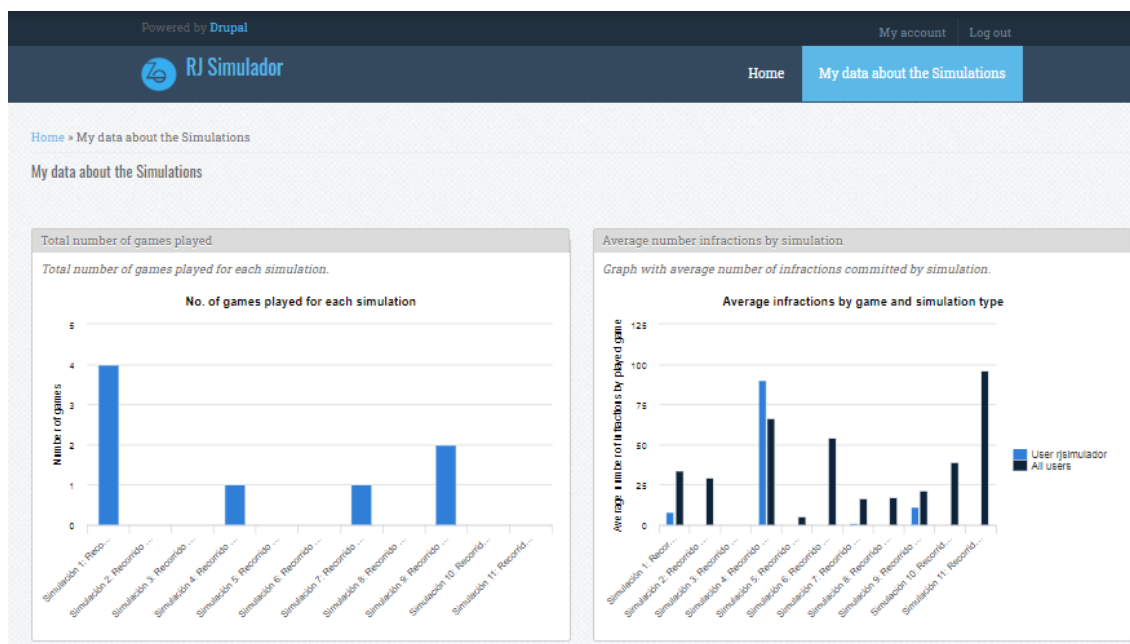 Powered by Drupal
My account
Log out
RJ Simulador
Home
My data about the Simulations
Home » My data about the Simulations
My data about the Simulations
Total number of games played
Total number of games played for each simulation.
No. of games played for each simulation
Number of games
5
4
3
2
1
0
Simulación 1: Reco...
Simulación 2: Recorrido ...
Simulación 3: Recorrido ...
Simulación 4: Recorrido ...
Simulación 5: Recorrido ...
Simulación 6: Recorrido ...
Simulación 7: Recorrido ...
Simulación 8: Recorrido ...
Simulación 9: Recorrido ...
Simulación 10: Recorrid...
Simulación 11: Recorrid...
Average number infractions by simulation
Graph with average number of infractions committed by simulation.
Average infractions by game and simulation type
Average number of infractions by played game
125
100
75
50
25
0
Simulación 1: Recor...
Simulación 2: Recorrido ...
Simulación 3: Recorrido ...
Simulación 4: Recorrido ...
Simulación 5: Recorrido ...
Simulación 6: Recorrido ...
Simulación 7: Recorrido ...
Simulación 8: Recorrido ...
Simulación 9: Recorrido ...
Simulación 10: Recorrid...
Simulación 11: Recorrid...
User rjsimulador
All users